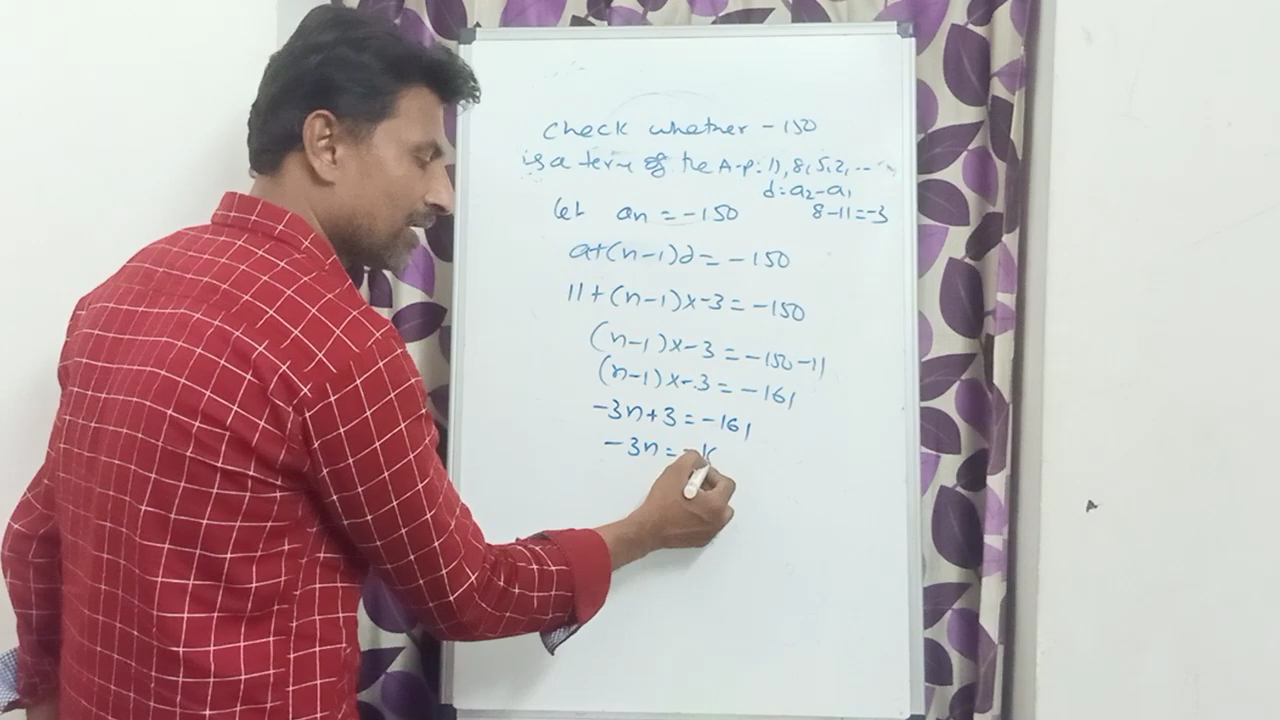 Check whether - 150
is a term of the A.P: 11, 8, 5, 2, ---
d = a2 - a1
8 - 11 = -3
let an = -150
a+(n-1)d = -150
11+(n-1)x-3 = -150
(n-1)x-3 = -150-11
(n-1)x-3 = -161
-3n+3 = -161
-3n =